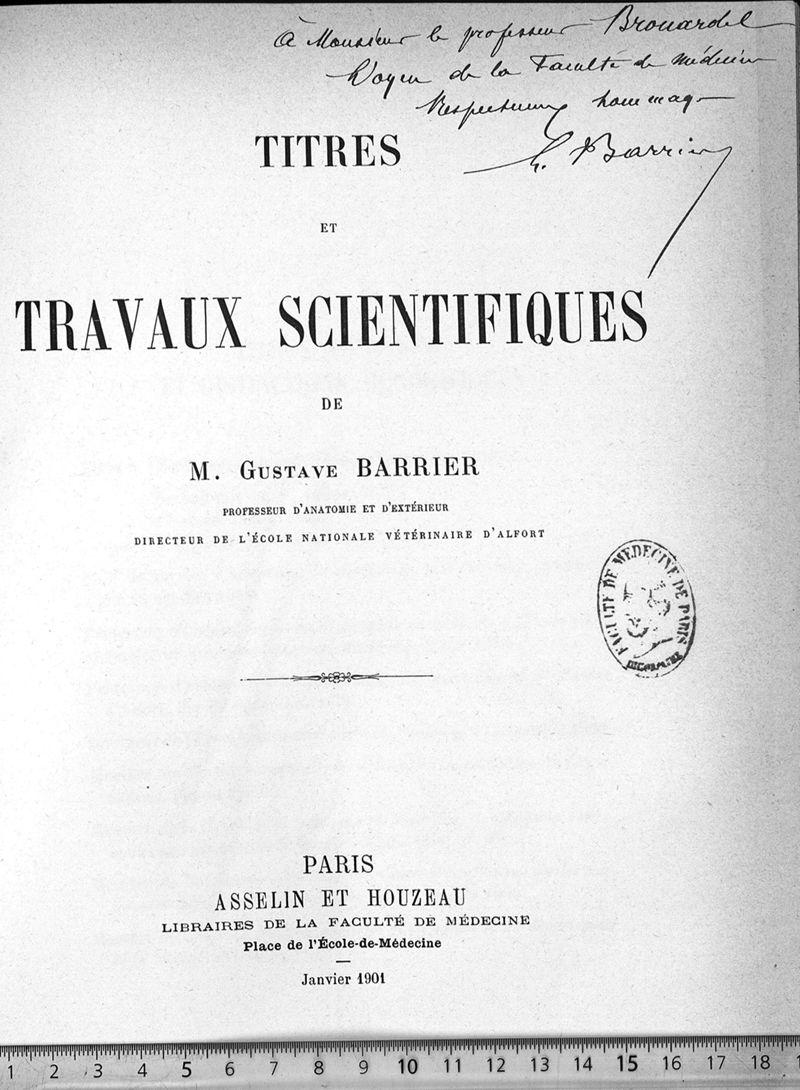 À Monsieur le professeur Brouardel
Doyen de la Faculté de Médecine
Respectueux hommage
G. Barrier
TITRES
ET
TRAVAUX SCIENTIFIQUES
DE
M. GUSTAVE BARRIER
PROFESSEUR D'ANATOMIE ET D'EXTÉRIEUR
DIRECTEUR DE L'ÉCOLE NATIONALE VÉTÉRINAIRE D'ALFORT
FACULTÉ DE MEDECINE DE PARIS
PARIS
ASSELIN ET HOUZEAU
LIBRAIRES DE LA FACULTÉ DE MÉDECINE
Place de l'École-de-Médecine
Janvier 1901
1 2 3 4 5 6 7 8 9 10 11 12 13 14 15 16 17 18